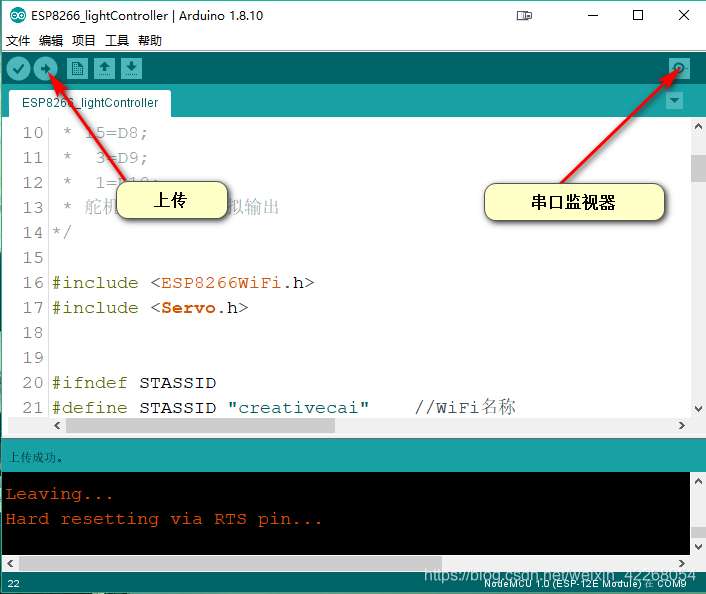 ESP8266_lightController | Arduino 1.8.10
文件 编辑 项目 工具 帮助
ESP8266_lightController
10 * 15=D8;
11 * 3=D9;
12 * 1=
13 * 舵机 拟输出
14 */
15
16 #include <ESP8266WiFi.h>
17 #include <Servo.h>
18
19
20 #ifndef STASSID
21 #define STASSID "creativecai" //WiFi名称
上传
串口监视器
上传成功。
Leaving...
Hard resetting via RTS pin...
https://blog.csdn.net/weixin_42268054
22
NodeMCU 1.0 (ESP-12E Module) 在 COM9